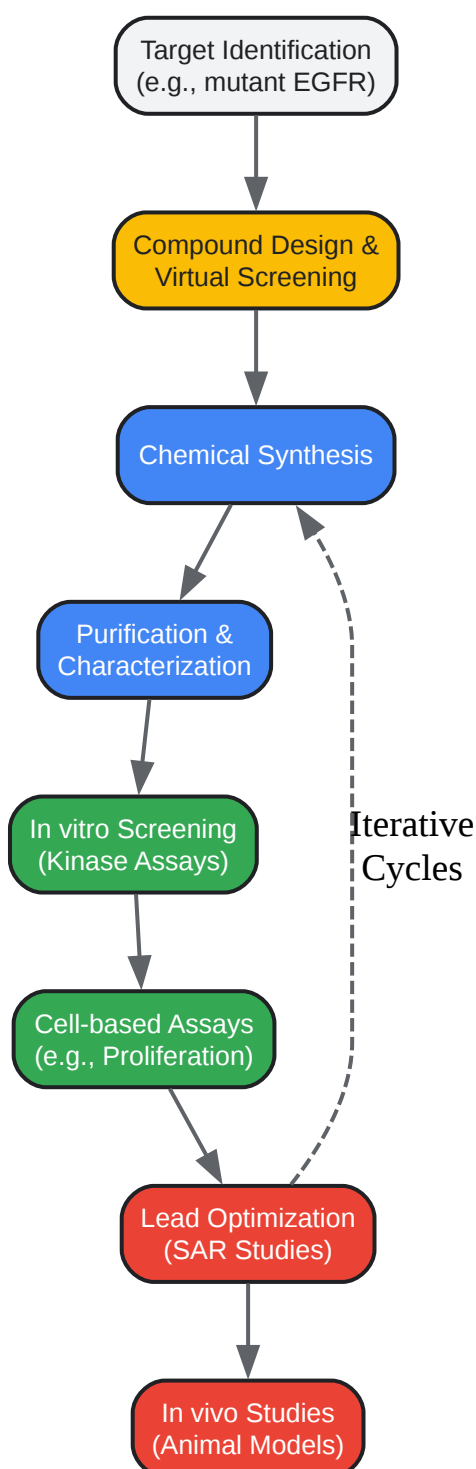 Target Identification
(e.g., mutant EGFR)
Compound Design &
Virtual Screening
Chemical Synthesis
Purification &
Characterization
In vitro Screening
(Kinase Assays)
Iterative
Cycles
Cell-based Assays
(e.g., Proliferation)
Lead Optimization
(SAR Studies)
In vivo Studies
(Animal Models)